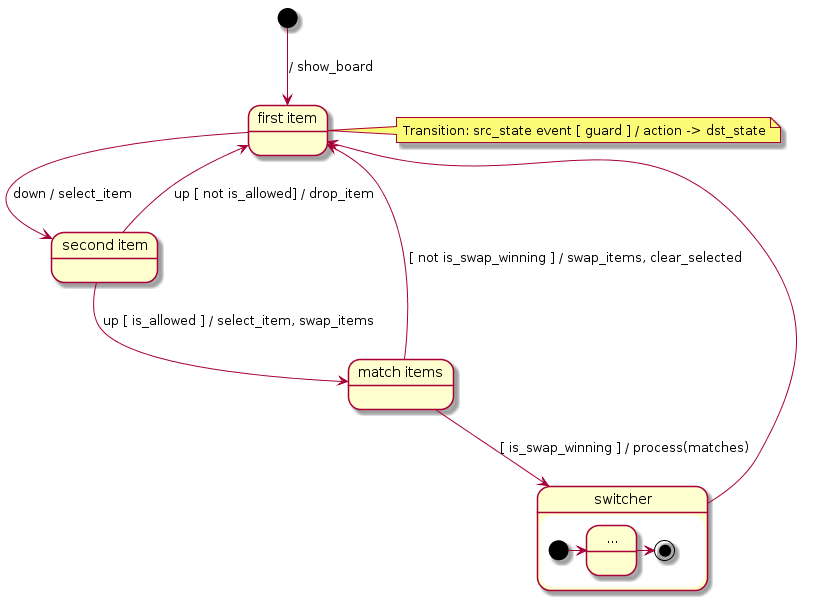 / show_board
first item
Transition: src_state event [ guard ] / action -> dst_state
down / select_item
up [ not is_allowed] / drop_item
second item
[ not is_swap_winning ] / swap_items, clear_selected
up [ is_allowed ] / select_item, swap_items
match items
[ is_swap_winning ] / process(matches)
switcher
...